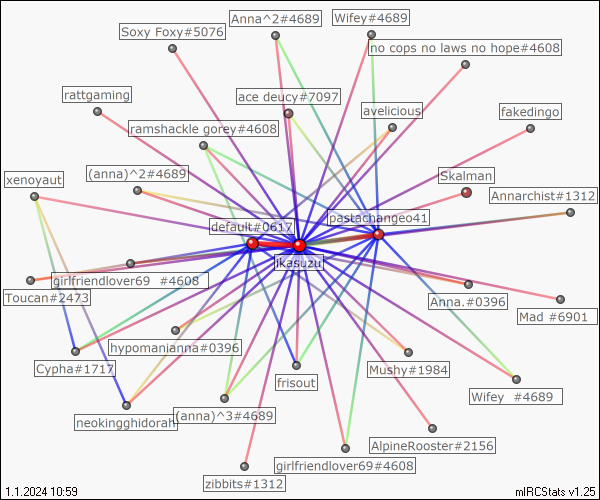 Anna^2#4689
Wifey#4689
Soxy Foxy#5076
no cops no laws no hope#4608
rattgaming
ace deucy#7097
avelicious
fakedingo
ramshackle gorey#4608
xenoyaut
(anna)^2#4689
Skalman
Annarchist#1312
pastachangeo41
default#0617
jkasuzu
girlfriendlover69 #4608
Toucan#2473
Anna.#0396
Mad #6901
hypomanianna#0396
Cypha#1717
frisout
Mushy#1984
Wifey #4689
neokingghidorah
(anna)^3#4689
AlpineRooster#2156
girlfriendlover69#4608
zibbits#1312
1.1.2024 10:59
mIRCStats v1.25